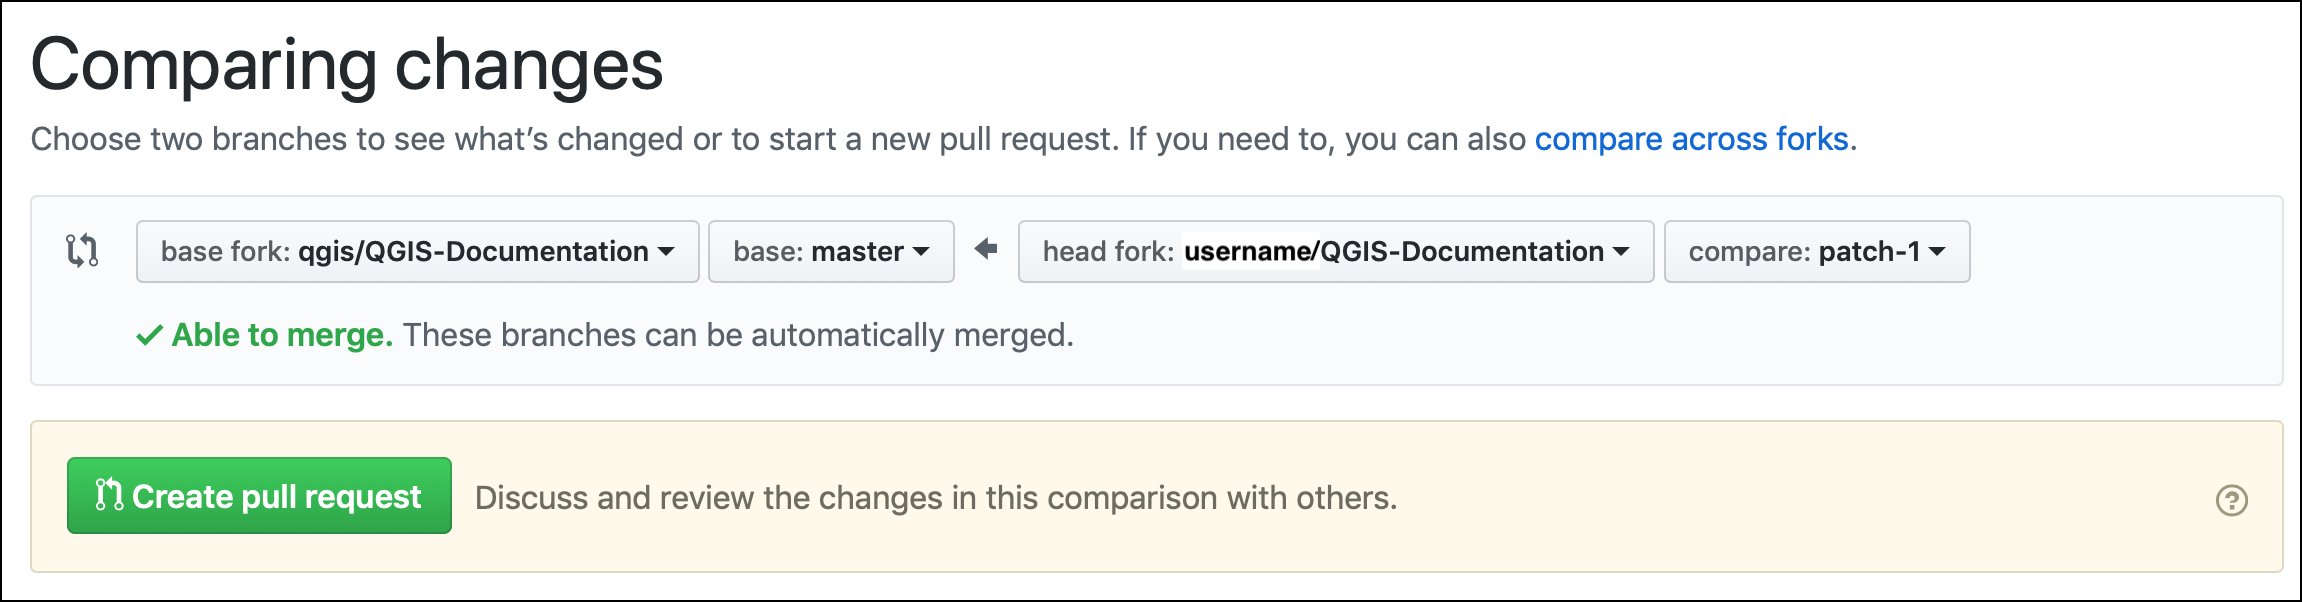 Comparing changes
Choose two branches to see what’s changed or to start a new pull request. If you need to, you can also compare across forks.
base fork: qgis/QGIS-Documentation base: master head fork: username/QGIS-Documentation compare: patch-1
Able to merge. These branches can be automatically merged.
Create pull request Discuss and review the changes in this comparison with others. ?